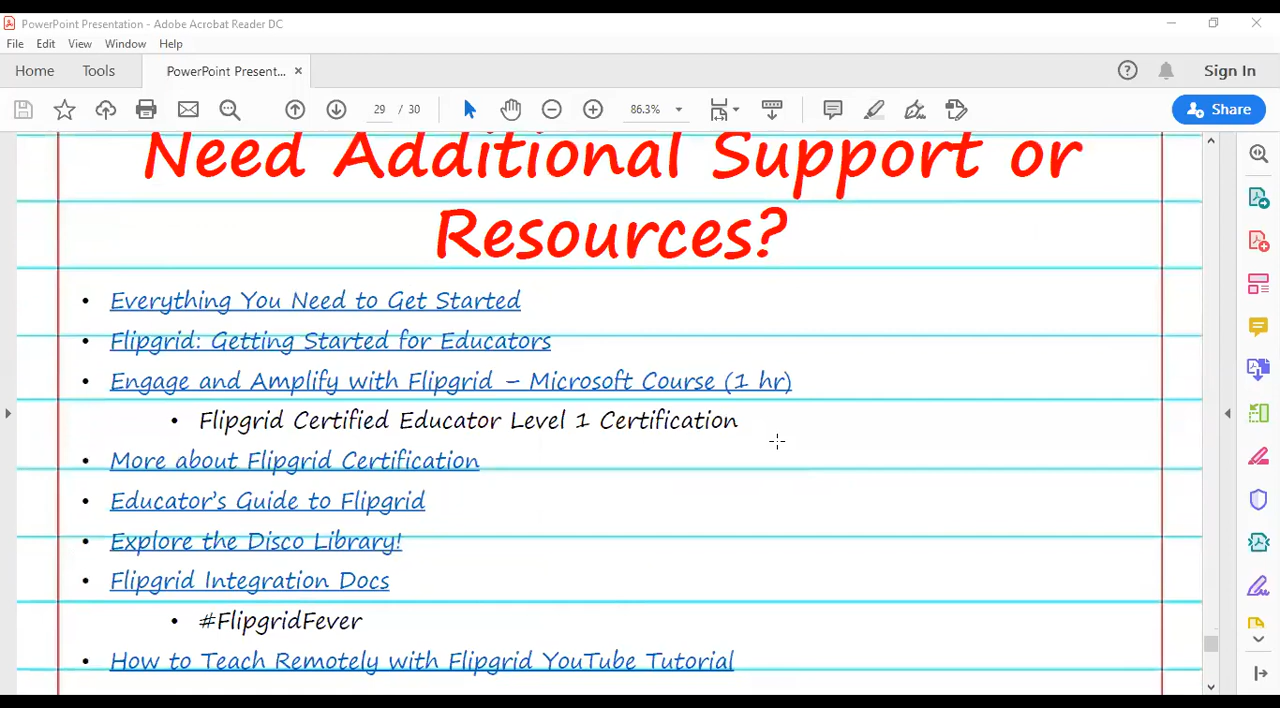 PowerPoint Presentation - Adobe Acrobat Reader DC
File Edit View Window Help
Home Tools PowerPoint Present... × Sign In
29 / 30 86.3% Share
Need Additional Support or
Resources?
• Everything You Need to Get Started
• Flipgrid: Getting Started for Educators
• Engage and Amplify with Flipgrid – Microsoft Course (1 hr)
• Flipgrid Certified Educator Level 1 Certification
• More about Flipgrid Certification
• Educator's Guide to Flipgrid
• Explore the Disco Library!
• Flipgrid Integration Docs
• #FlipgridFever
• How to Teach Remotely with Flipgrid YouTube Tutorial